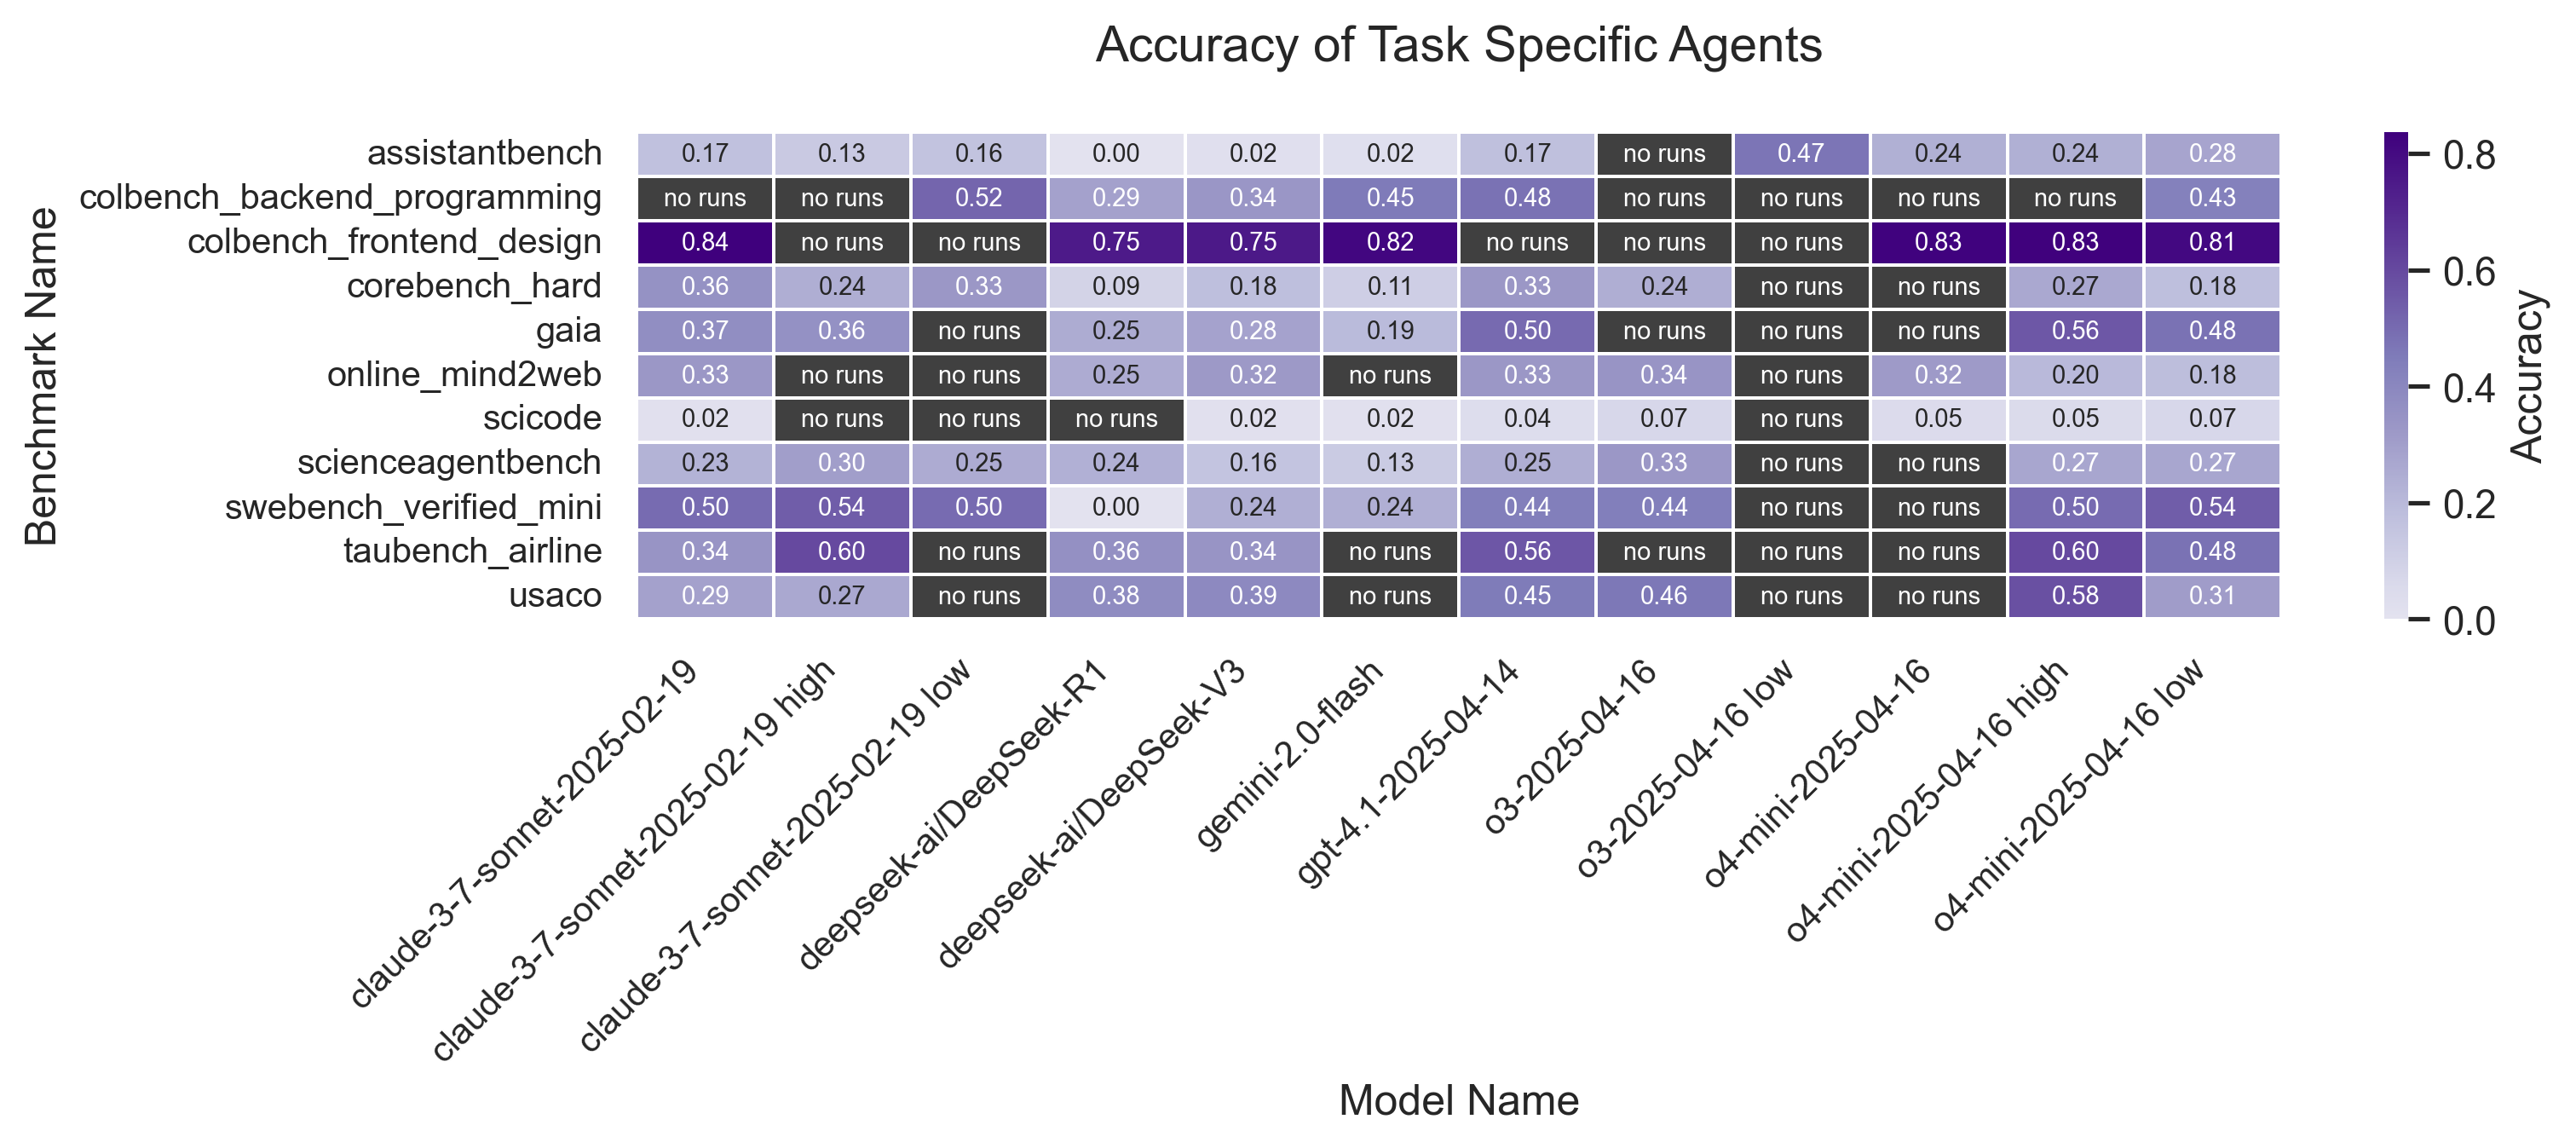 Accuracy of Task Specific Agents
Benchmark Name
assistantbench 0.17 0.13 0.16 0.00 0.02 0.02 0.17 no runs 0.47 0.24 0.24 0.28
colbench_backend_programming no runs no runs 0.52 0.29 0.34 0.45 0.48 no runs no runs no runs no runs 0.43
colbench_frontend_design 0.84 no runs no runs 0.75 0.75 0.82 no runs no runs no runs 0.83 0.83 0.81
corebench_hard 0.36 0.24 0.33 0.09 0.18 0.11 0.33 0.24 no runs no runs 0.27 0.18
gaia 0.37 0.36 no runs 0.25 0.28 0.19 0.50 no runs no runs no runs 0.56 0.48
online_mind2web 0.33 no runs no runs 0.25 0.32 no runs 0.33 0.34 no runs 0.32 0.20 0.18
scicode 0.02 no runs no runs no runs 0.02 0.02 0.04 0.07 no runs 0.05 0.05 0.07
scienceagentbench 0.23 0.30 0.25 0.24 0.16 0.13 0.25 0.33 no runs no runs 0.27 0.27
swebench_verified_mini 0.50 0.54 0.50 0.00 0.24 0.24 0.44 0.44 no runs no runs 0.50 0.54
taubench_airline 0.34 0.60 no runs 0.36 0.34 no runs 0.56 no runs no runs no runs 0.60 0.48
usaco 0.29 0.27 no runs 0.38 0.39 no runs 0.45 0.46 no runs no runs 0.58 0.31
claude-3-7-sonnet-2025-02-19
claude-3-7-sonnet-2025-02-19 high
claude-3-7-sonnet-2025-02-19 low
deepseek-ai/DeepSeek-R1
deepseek-ai/DeepSeek-V3
gemini-2.0-flash
gpt-4.1-2025-04-14
o3-2025-04-16
o3-2025-04-16 low
o4-mini-2025-04-16
o4-mini-2025-04-16 high
o4-mini-2025-04-16 low
Model Name
0.8
0.6
0.4
0.2
0.0
Accuracy